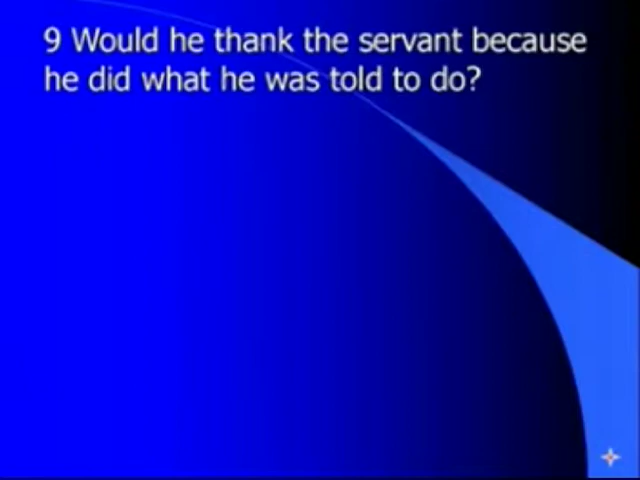 9 Would he thank the servant because
he did what he was told to do?